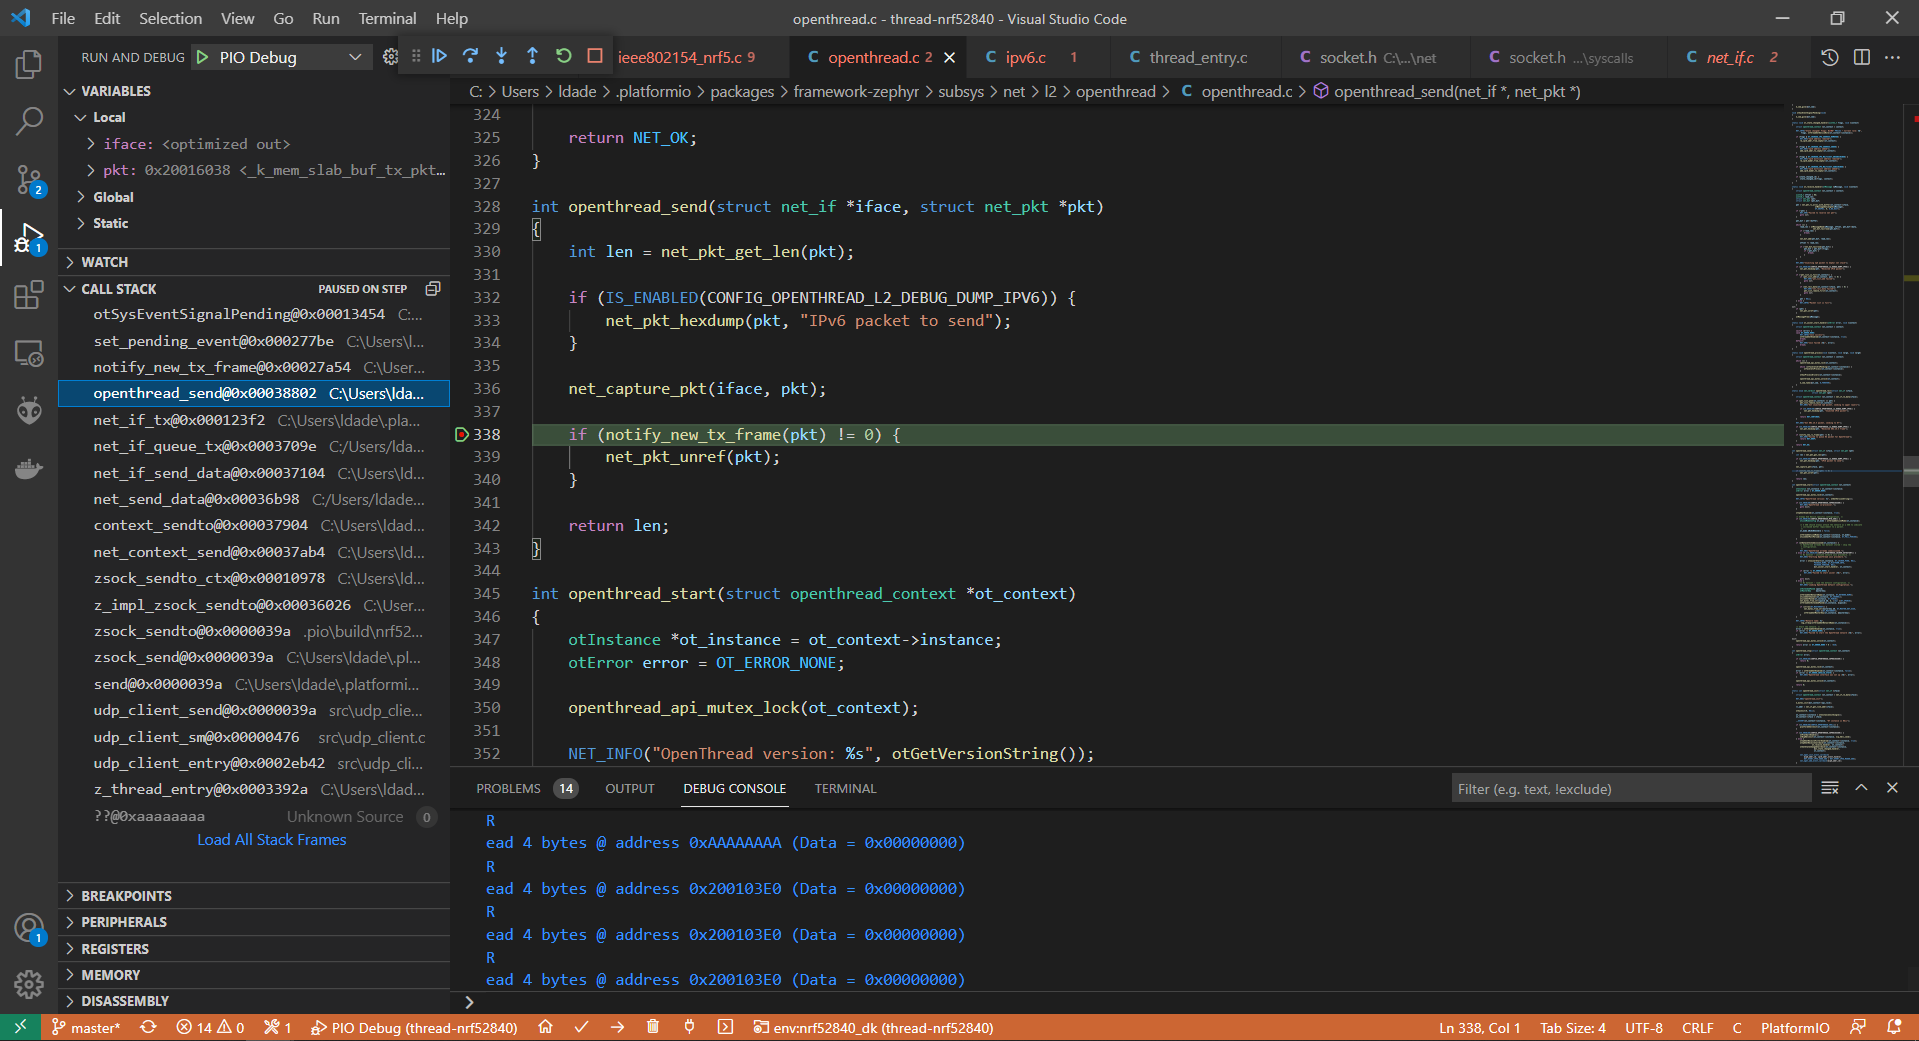 File Edit Selection View Go Run Terminal Help
openthread.c - thread-nrf52840 - Visual Studio Code
RUN AND DEBUG PIO Debug
ieee802154_nrf5.c 9
openthread.c 2
ipv6.c 1
thread_entry.c
socket.h C:\...\net
socket.h ...\syscalls
net_if.c 2
C: > Users > ldade > .platformio > packages > framework-zephyr > subsys > net > l2 > openthread > C openthread.c > openthread_send(net_if *, net_pkt *)
VARIABLES
Local
iface: <optimized out>
pkt: 0x20016038 <_k_mem_slab_buf_tx_pkt...
Global
Static
WATCH
CALL STACK PAUSED ON STEP
otSysEventSignalPending@0x00013454 C:...
set_pending_event@0x000277be C:\Users\l...
notify_new_tx_frame@0x00027a54 C:\User...
openthread_send@0x00038802 C:\Users\lda...
net_if_tx@0x000123f2 C:\Users\ldade\.pla...
net_if_queue_tx@0x0003709e C:/Users/ldad...
net_if_send_data@0x00037104 C:\Users\ld...
net_send_data@0x00036b98 C:/Users/ldade...
context_sendto@0x00037904 C:\Users\ldad...
net_context_send@0x00037ab4 C:\Users\ld...
zsock_sendto_ctx@0x00010978 C:\Users\ld...
z_impl_zsock_sendto@0x00036026 C:\User...
zsock_sendto@0x0000039a .pio\build\nrf52...
zsock_send@0x0000039a C:\Users\ldade\.pl...
send@0x0000039a C:\Users\ldade\.platformi...
udp_client_send@0x0000039a src\udp_clie...
udp_client_sm@0x00000476 src\udp_client.c
udp_client_entry@0x0002eb42 src\udp_cli...
z_thread_entry@0x0003392a C:\Users\ldad...
??@0xaaaaaaaa Unknown Source 0
Load All Stack Frames
BREAKPOINTS
PERIPHERALS
REGISTERS
MEMORY
DISASSEMBLY
324
325 return NET_OK;
326 }
327
328 int openthread_send(struct net_if *iface, struct net_pkt *pkt)
329 {
330 int len = net_pkt_get_len(pkt);
331
332 if (IS_ENABLED(CONFIG_OPENTHREAD_L2_DEBUG_DUMP_IPV6)) {
333 net_pkt_hexdump(pkt, "IPv6 packet to send");
334 }
335
336 net_capture_pkt(iface, pkt);
337
338 if (notify_new_tx_frame(pkt) != 0) {
339 net_pkt_unref(pkt);
340 }
341
342 return len;
343 }
344
345 int openthread_start(struct openthread_context *ot_context)
346 {
347 otInstance *ot_instance = ot_context->instance;
348 otError error = OT_ERROR_NONE;
349
350 openthread_api_mutex_lock(ot_context);
351
352 NET_INFO("OpenThread version: %s", otGetVersionString());
PROBLEMS 14 OUTPUT DEBUG CONSOLE TERMINAL
Filter (e.g. text, !exclude)
R
ead 4 bytes @ address 0xAAAAAAAA (Data = 0x00000000)
R
ead 4 bytes @ address 0x200103E0 (Data = 0x00000000)
R
ead 4 bytes @ address 0x200103E0 (Data = 0x00000000)
R
ead 4 bytes @ address 0x200103E0 (Data = 0x00000000)
master* 14 0 1 PIO Debug (thread-nrf52840) env:nrf52840_dk (thread-nrf52840)
Ln 338, Col 1 Tab Size: 4 UTF-8 CRLF C PlatformIO